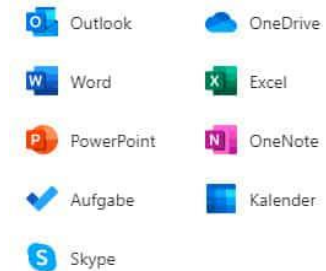 Outlook OneDrive
Word Excel
PowerPoint OneNote
Aufgabe Kalender
Skype